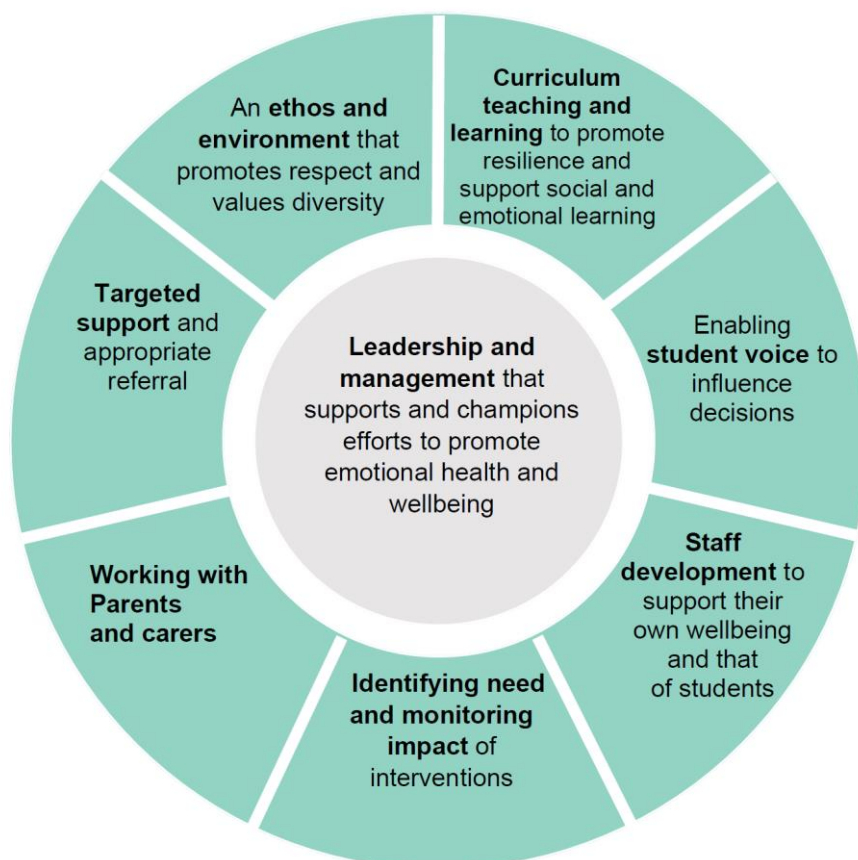 An ethos and
environment that
promotes respect and
values diversity
Curriculum
teaching and
learning to promote
resilience and
support social and
emotional learning
Enabling
student voice to
influence
decisions
Staff
development to
support their
own wellbeing
and that
of students
Identifying need
and monitoring
impact of
interventions
Working with
Parents
and carers
Targeted
support and
appropriate
referral
Leadership and
management that
supports and champions
efforts to promote
emotional health and
wellbeing